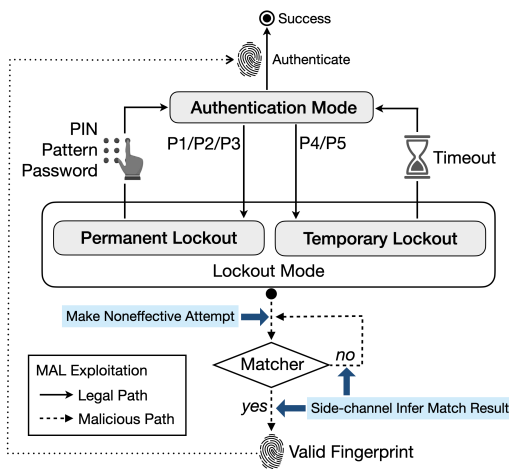 Success
Authenticate
Authentication Mode
PIN
Pattern
Password
P1/P2/P3
P4/P5
Timeout
Permanent Lockout
Temporary Lockout
Lockout Mode
Make Noneffective Attempt
Matcher
no
MAL Exploitation
Legal Path
Malicious Path
yes
Side-channel Infer Match Result
Valid Fingerprint